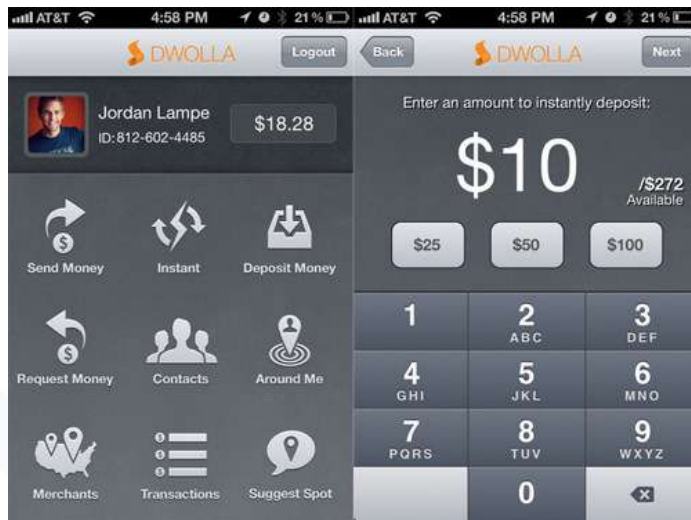 AT&T 4:58 PM 21%
DWOLLA Logout
Jordan Lampe
ID:812-602-4485
$18.28
Send Money Instant Deposit Money
Request Money Contacts Around Me
Merchants Transactions Suggest Spot
AT&T 4:58 PM 21%
Back DWOLLA Next
Enter an amount to instantly deposit:
$10
/$272
Available
$25 $50 $100
1 2 3
ABC DEF
4 5 6
GHI JKL MNO
7 8 9
PQRS TUV WXYZ
0